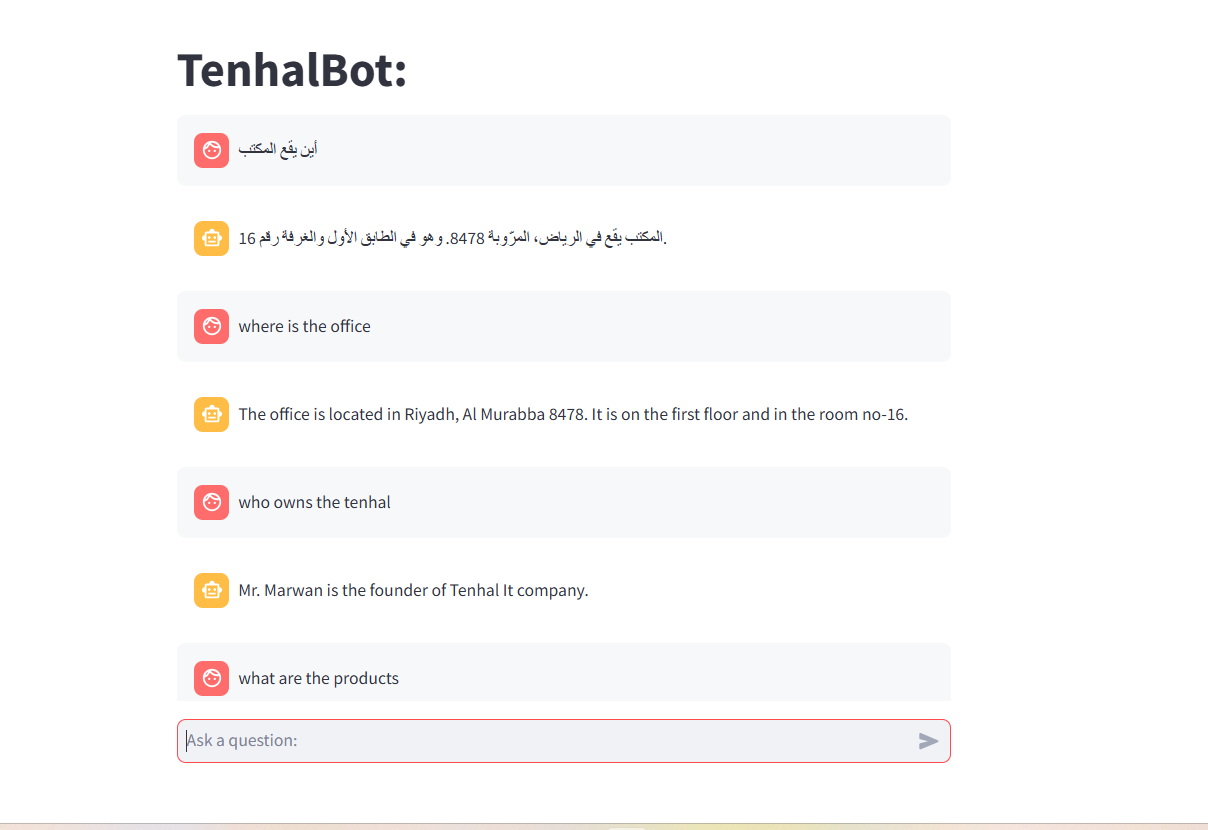 TenhalBot:
أين يقع المكتب
المكتب يقع في الرياض، المرّوبة 8478. وهو في الطابق الأول والغرفة رقم 16.
where is the office
The office is located in Riyadh, Al Murabba 8478. It is on the first floor and in the room no-16.
who owns the tenhal
Mr. Marwan is the founder of Tenhal It company.
what are the products
Ask a question: